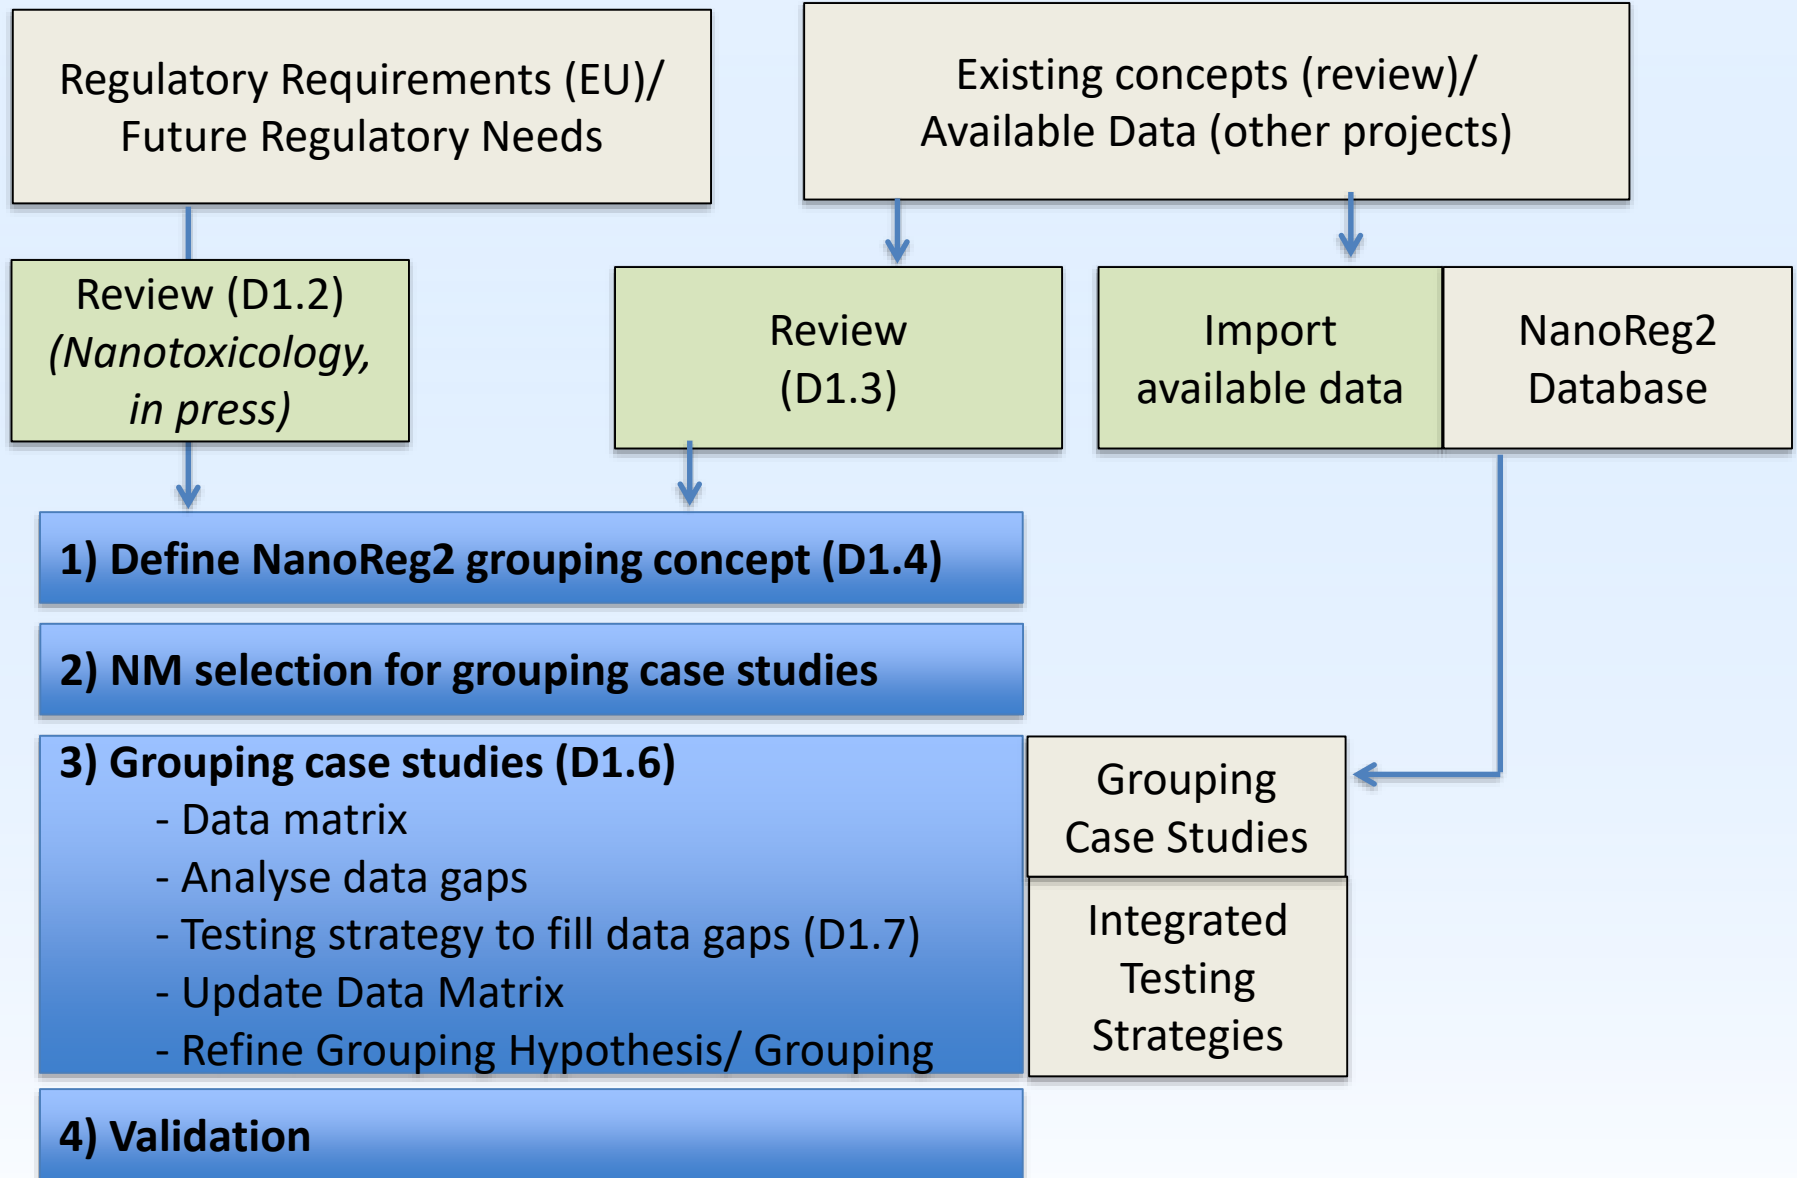 Regulatory Requirements (EU)/
Future Regulatory Needs
Existing concepts (review)/
Available Data (other projects)
Review (D1.2)
(Nanotoxicology,
in press)
Review
(D1.3)
Import
available data
NanoReg2
Database
1) Define NanoReg2 grouping concept (D1.4)
2) NM selection for grouping case studies
3) Grouping case studies (D1.6)
- Data matrix
- Analyse data gaps
- Testing strategy to fill data gaps (D1.7)
- Update Data Matrix
- Refine Grouping Hypothesis/ Grouping
Grouping
Case Studies
Integrated
Testing
Strategies
4) Validation